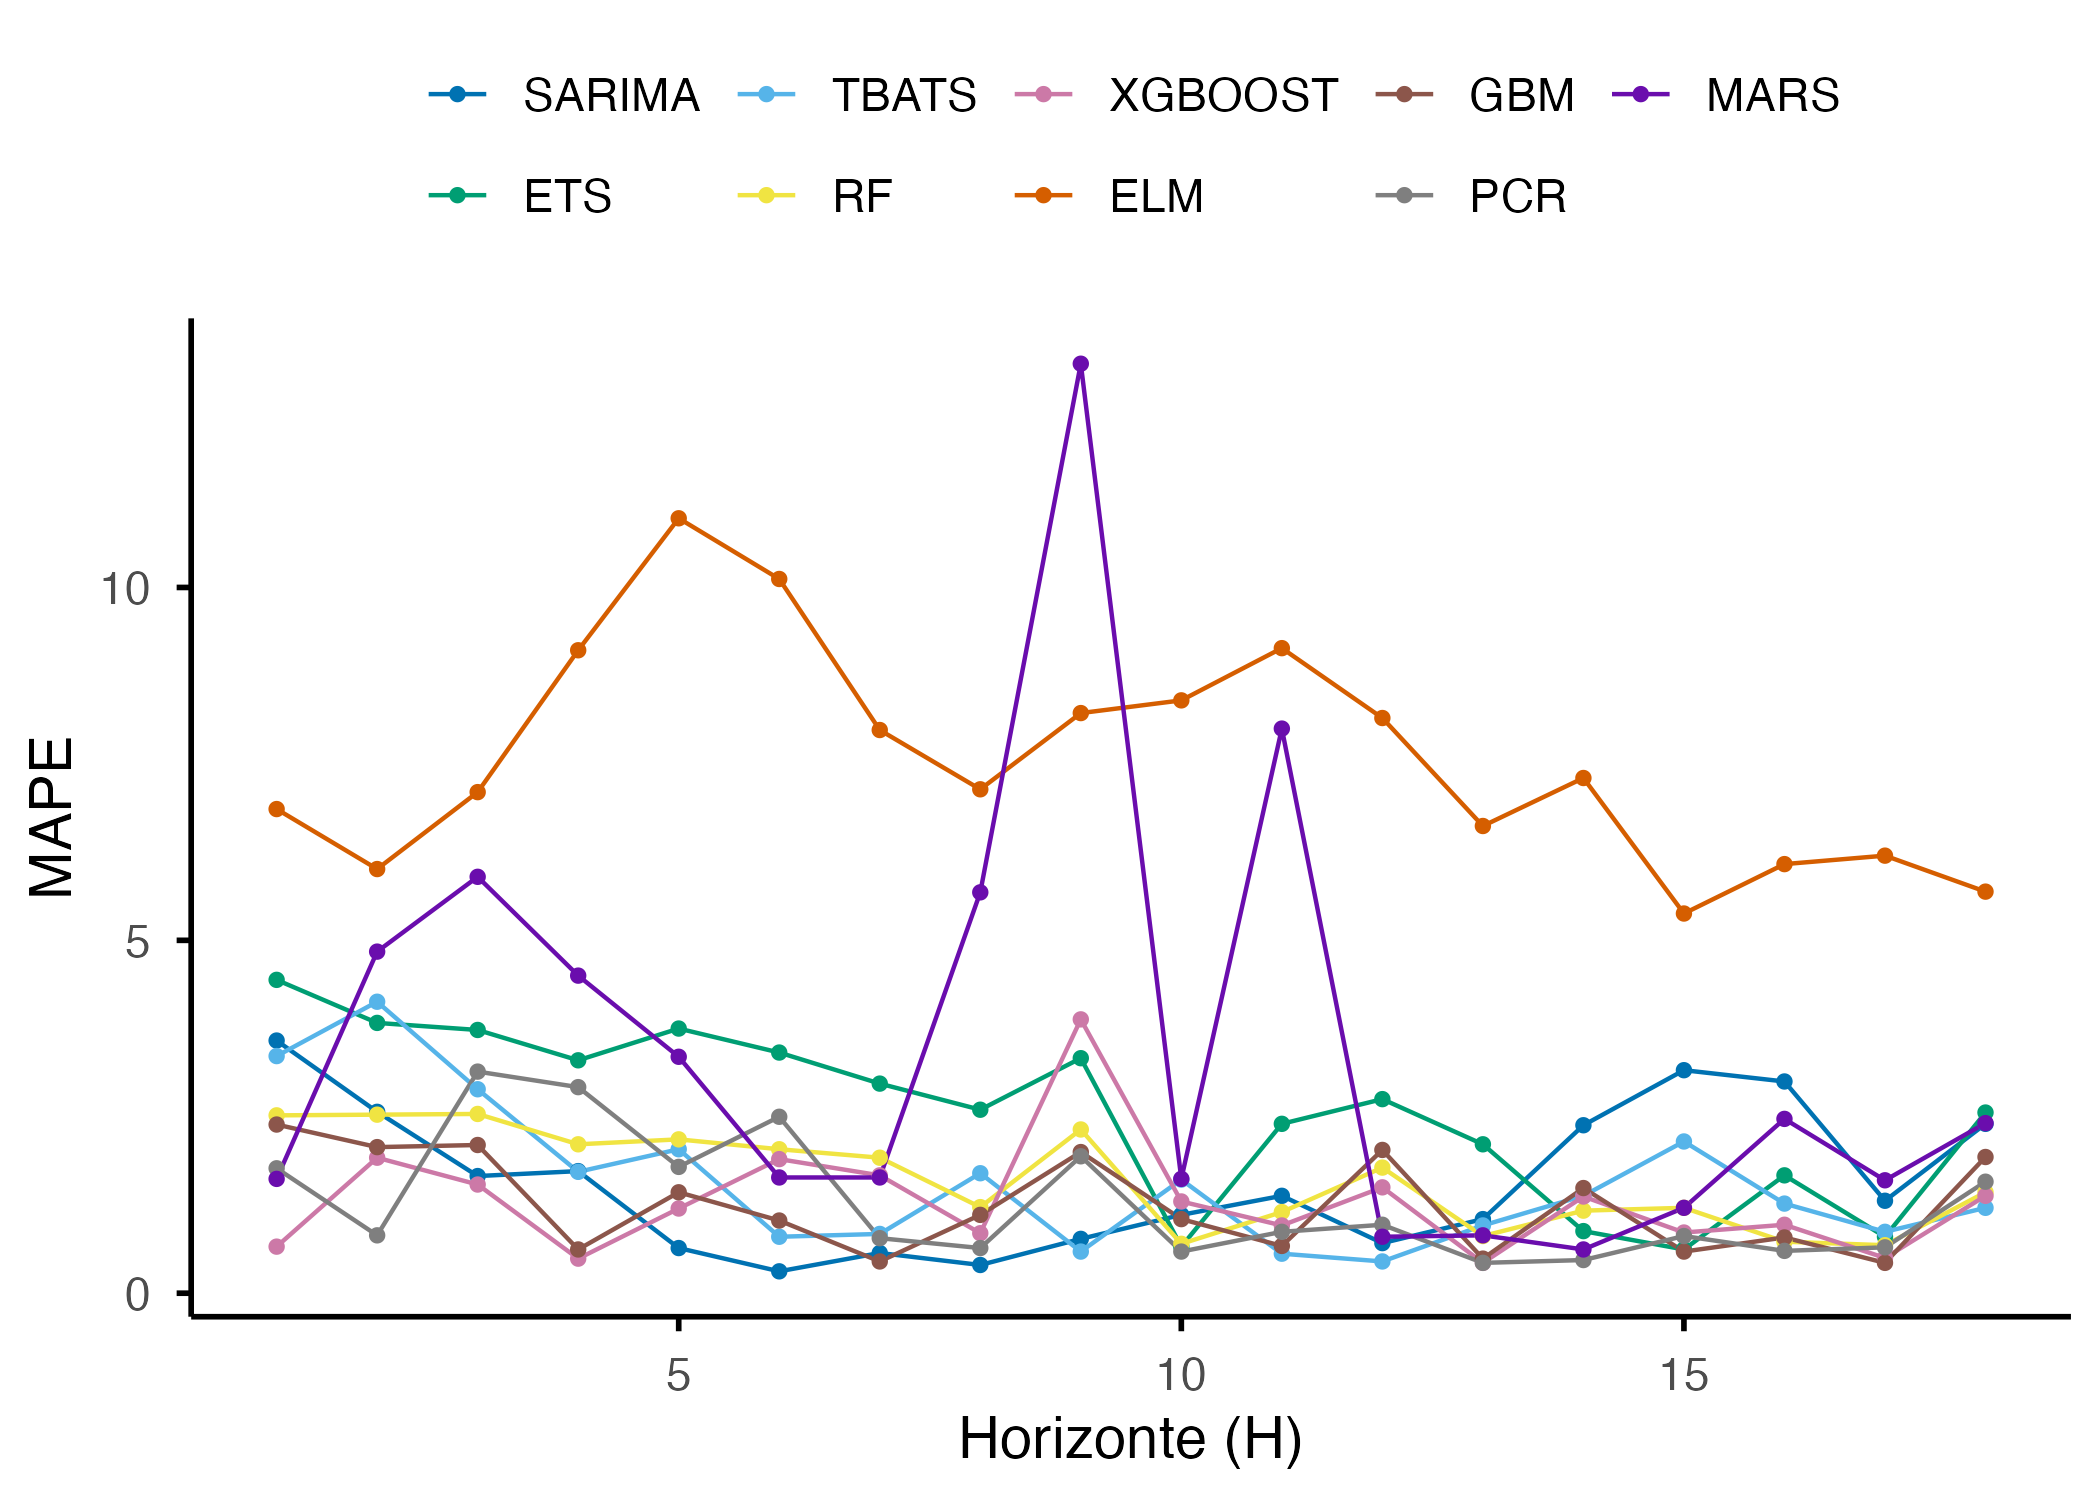 SARIMA TBATS XGBOOST GBM MARS
ETS RF ELM PCR
10
5
0
MAPE
5 10 15
Horizonte (H)